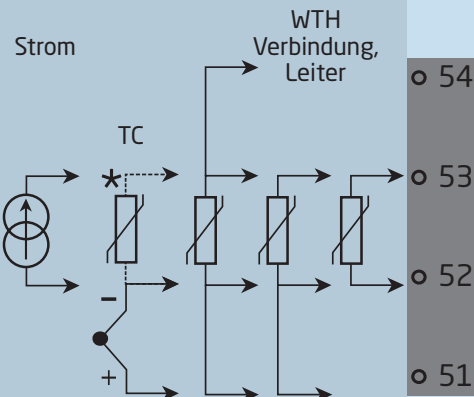 Strom
TC
WTH
Verbindung,
Leiter
*
-
+
54
53
52
51